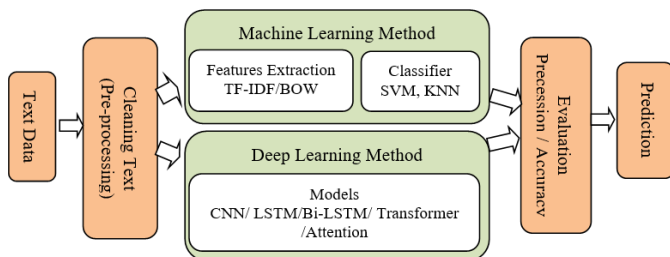 Text Data
Cleaning Text
(Pre-processing)
Machine Learning Method
Features Extraction
TF-IDF/BOW
Classifier
SVM, KNN
Deep Learning Method
Models
CNN/ LSTM/Bi-LSTM/ Transformer
/Attention
Evaluation
Precession / Accuracy
Prediction